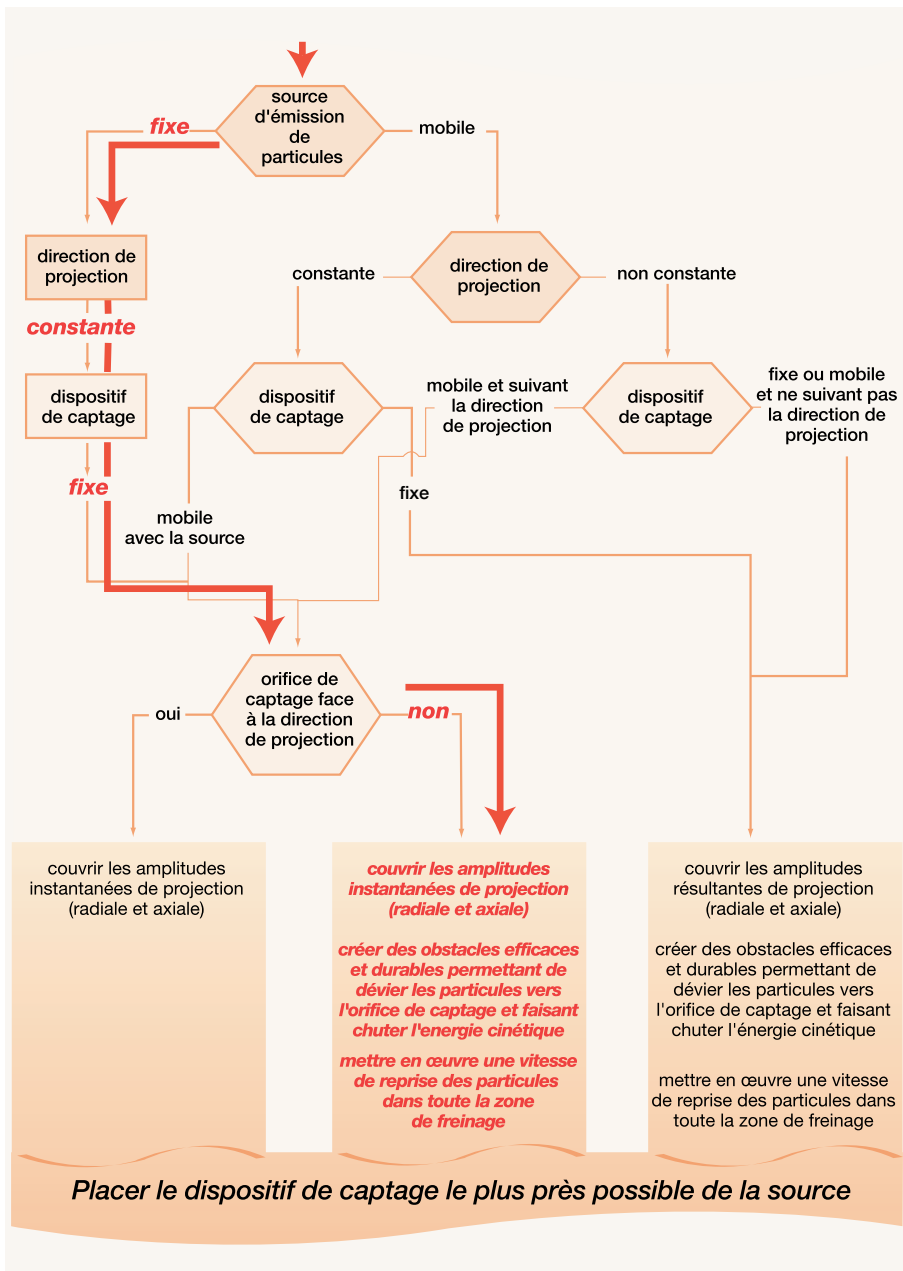 source
d'émission
de
particules
fixe
mobile
direction de
projection
constante
direction de
projection
non constante
constante
dispositif
de captage
dispositif
de captage
mobile et suivant
la direction
de projection
dispositif
de captage
fixe ou mobile
et ne suivant pas
la direction de
projection
fixe
mobile
avec la source
fixe
orifice de
captage face
à la direction
de projection
oui
non
couvrir les amplitudes
instantanées de projection
(radiale et axiale)
couvrir les amplitudes
instantanées de projection
(radiale et axiale)
créer des obstacles efficaces
et durables permettant de
dévier les particules vers
l'orifice de captage et faisant
chuter l'energie cinétique
mettre en œuvre une vitesse
de reprise des particules
dans toute la zone
de freinage
couvrir les amplitudes
résultantes de projection
(radiale et axiale)
créer des obstacles efficaces
et durables permettant de
dévier les particules vers
l'orifice de captage et faisant
chuter l'énergie cinétique
mettre en œuvre une vitesse
de reprise des particules dans
toute la zone de freinage
Placer le dispositif de captage le plus près possible de la source